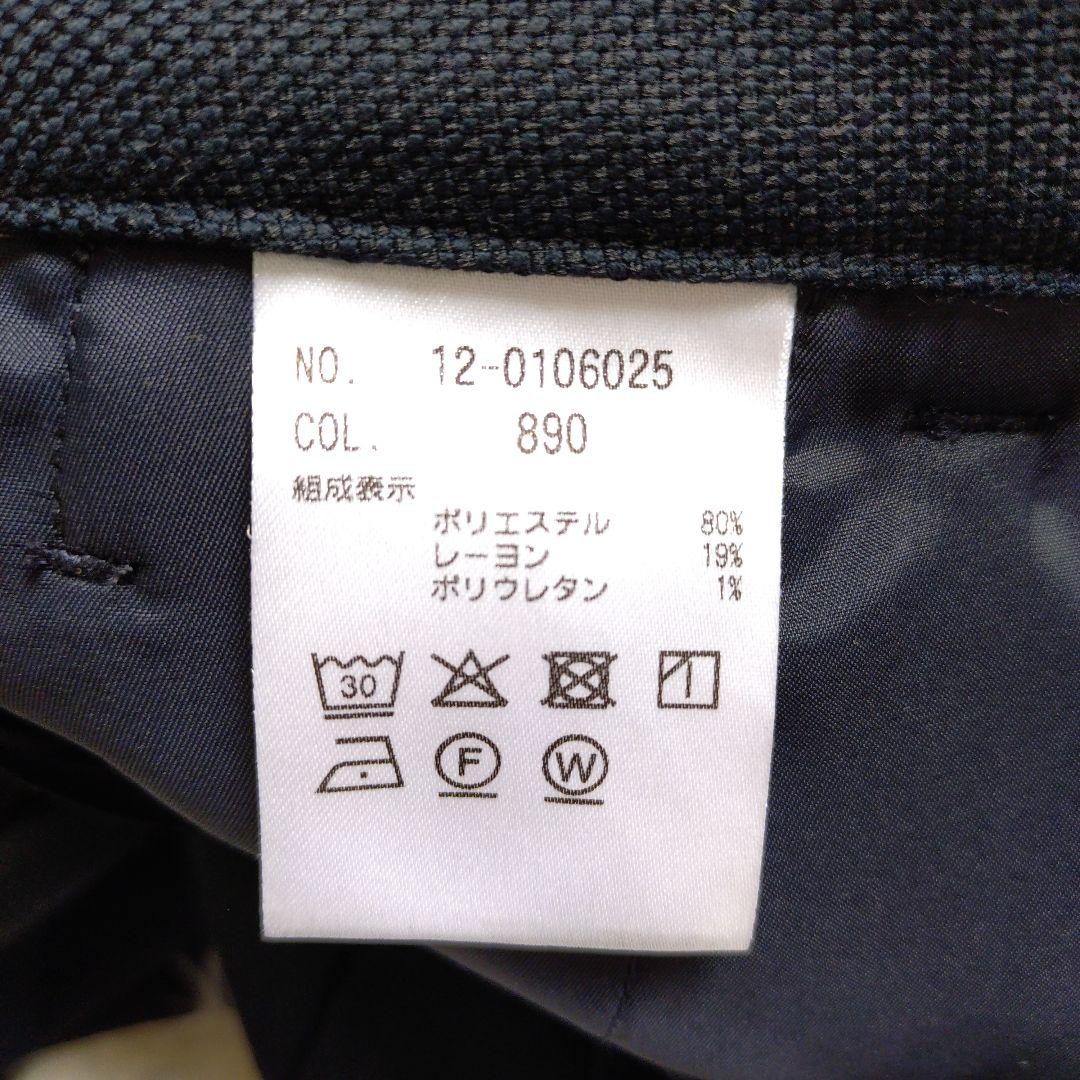 NO. 12-0106025
COL. 890
組成表示
ポリエステル 80%
レーヨン 19%
ポリウレタン 1%
30
F W